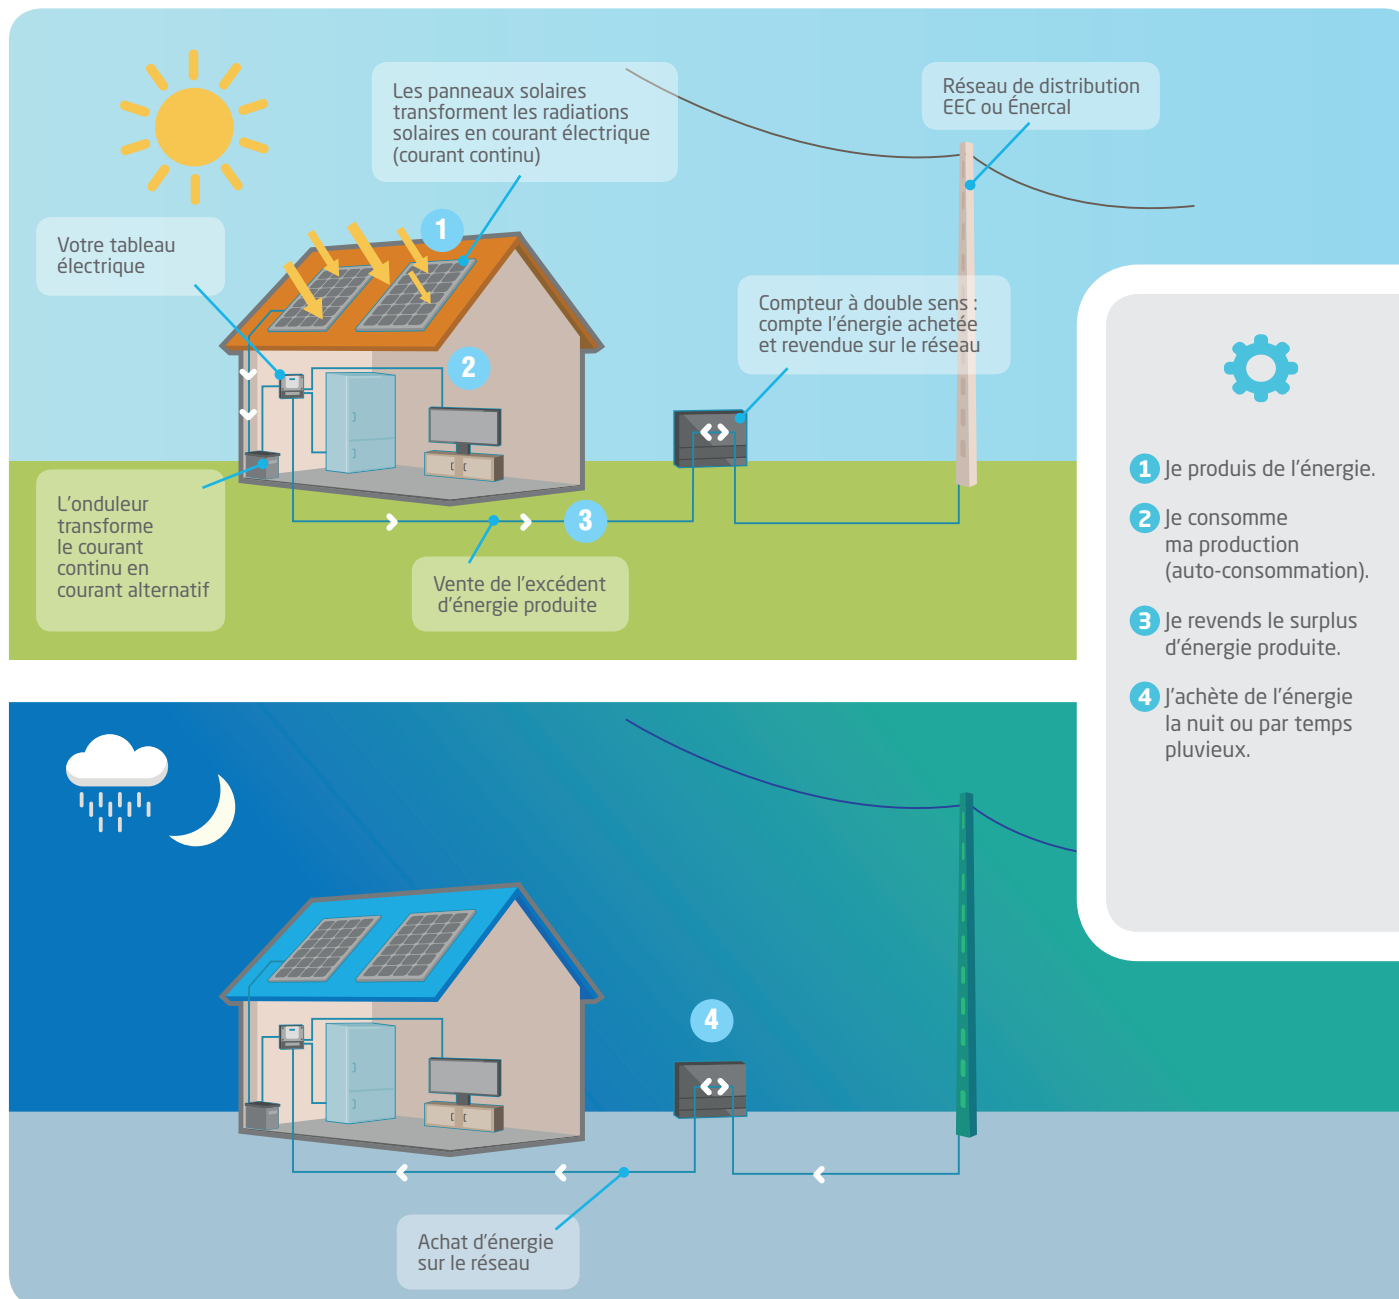 Les panneaux solaires
transforment les radiations
solaires en courant électrique
(courant continu)
Réseau de distribution
EEC ou Énercal
1
Votre tableau
électrique
Compteur à double sens :
compte l'énergie achetée
et revendue sur le réseau
2
L'onduleur
transforme
le courant
continu en
courant alternatif
3
Vente de l'excédent
d'énergie produite
1 Je produis de l'énergie.
2 Je consomme
ma production
(auto-consommation).
3 Je revends le surplus
d'énergie produite.
4 J'achète de l'énergie
la nuit ou par temps
pluvieux.
4
Achat d'énergie
sur le réseau